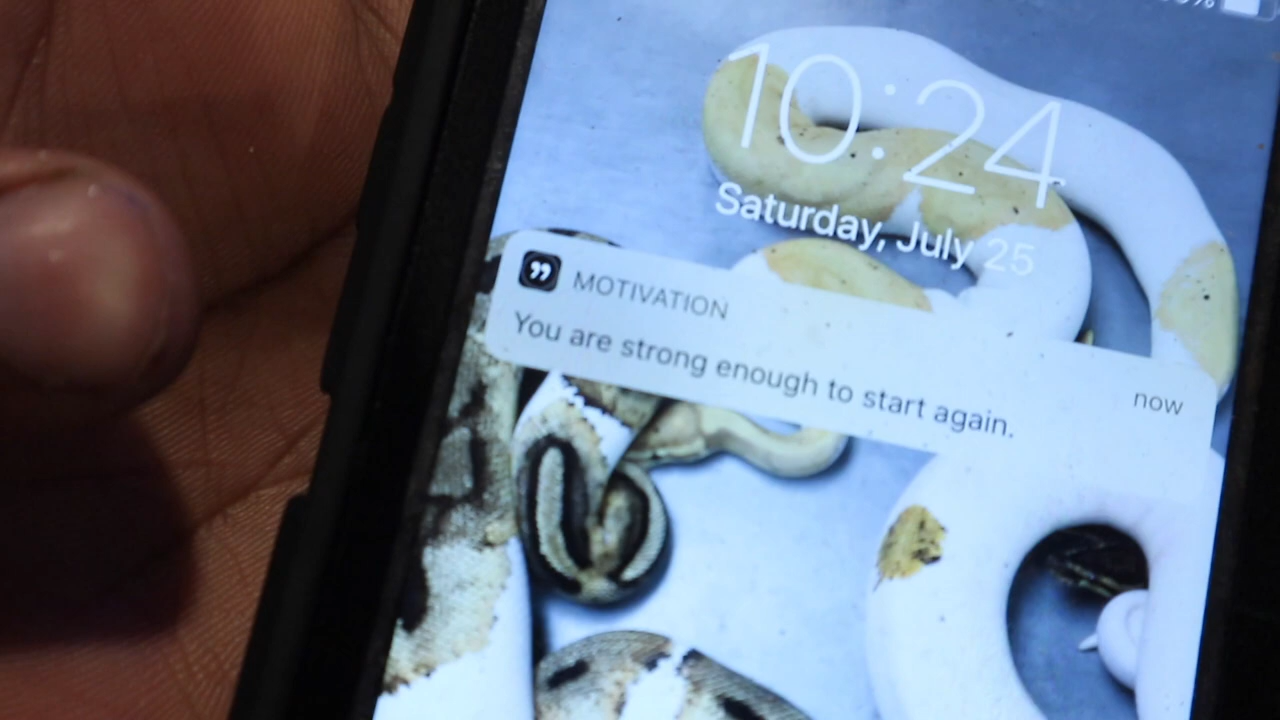 10:24
Saturday, July 25
MOTIVATION
now
You are strong enough to start again.